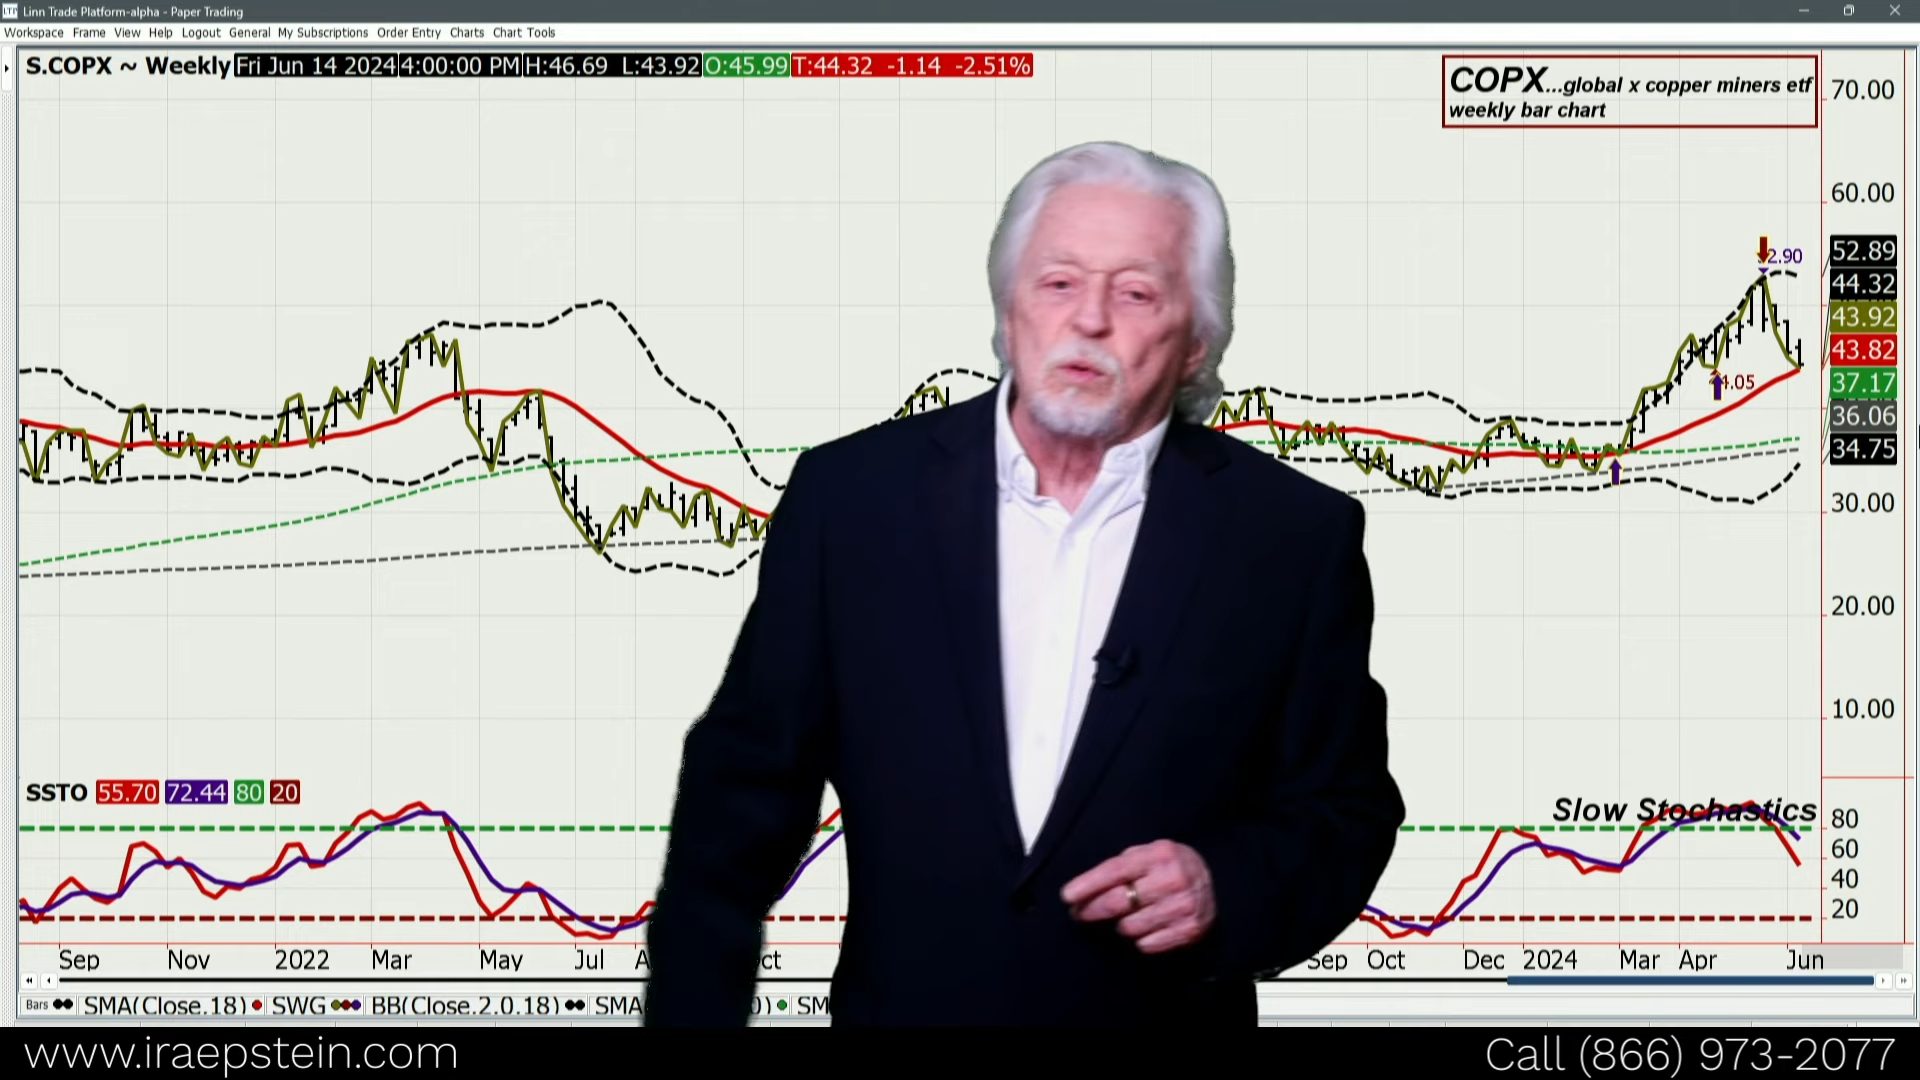 Linn Trade Platform-alpha - Paper Trading
Workspace Frame View Help Logout General My Subscriptions Order Entry Charts Chart Tools
S.COPX ~ Weekly Fri Jun 14 2024 4:00:00 PM H:46.69 L:43.92 O:45.99 T:44.32 -1.14 -2.51%
COPX...global x copper miners etf
weekly bar chart
70.00
60.00
52.89
2.90
44.32
43.92
43.82
4.05
37.17
36.06
34.75
30.00
20.00
10.00
SSTO 55.70 72.44 80 20
Slow Stochastics
80
60
40
20
Sep Nov 2022 Mar May Jul Sep Oct Dec 2024 Mar Apr Jun
Bars SMA(Close.18) SWG BB(Close.2.0.18) SMA
www.iraepstein.com Call (866) 973-2077